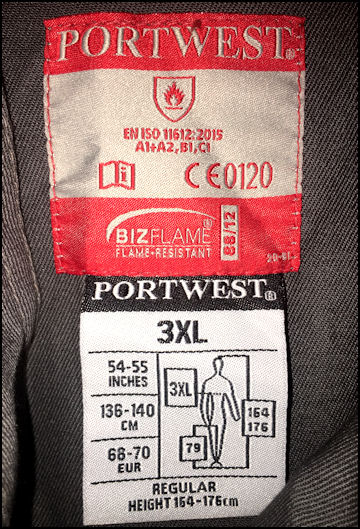 PORTWEST®
EN ISO 11612:2015
A1+A2, B1, C1
i
CE0120
BIZFLAME®
88/12
FLAME-RESISTANT
PORTWEST®
3XL
54-55
INCHES
136-140
CM
68-70
EUR
3XL
164
176
79
REGULAR
HEIGHT 164-176cm